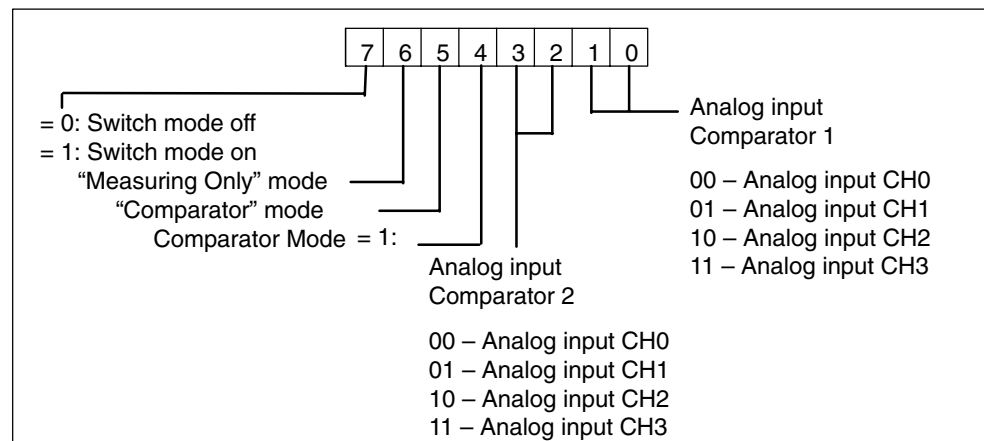 7 6 5 4 3 2 1 0
= 0: Switch mode off
= 1: Switch mode on
“Measuring Only” mode
“Comparator” mode
Comparator Mode = 1:
Analog input
Comparator 2
00 – Analog input CH0
01 – Analog input CH1
10 – Analog input CH2
11 – Analog input CH3
Analog input
Comparator 1
00 – Analog input CH0
01 – Analog input CH1
10 – Analog input CH2
11 – Analog input CH3